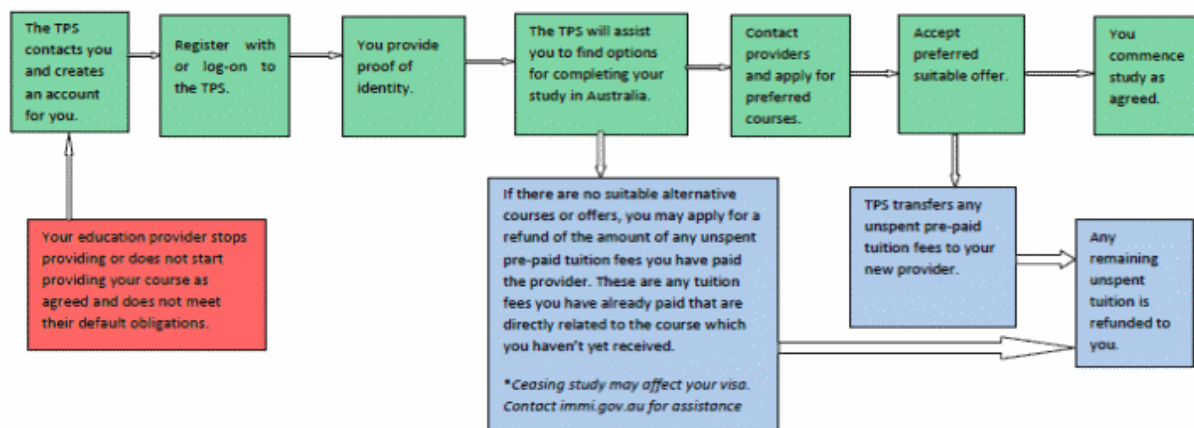 The TPS
contacts you
and creates
an account
for you.
Register with
or log-on to
the TPS.
You provide
proof of
identity.
The TPS will assist
you to find options
for completing your
study in Australia.
Contact
providers
and apply for
preferred
courses.
Accept
preferred
suitable offer.
You
commence
study as
agreed.
Your education provider stops
providing or does not start
providing your course as
agreed and does not meet
their default obligations.
If there are no suitable alternative
courses or offers, you may apply for a
refund of the amount of any unspent
pre-paid tuition fees you have paid
the provider. These are any tuition
fees you have already paid that are
directly related to the course which
you haven't yet received.
*Ceasing study may affect your visa.
Contact immi.gov.au for assistance
TPS transfers any
unspent pre-paid
tuition fees to your
new provider.
Any
remaining
unspent
tuition is
refunded to
you.